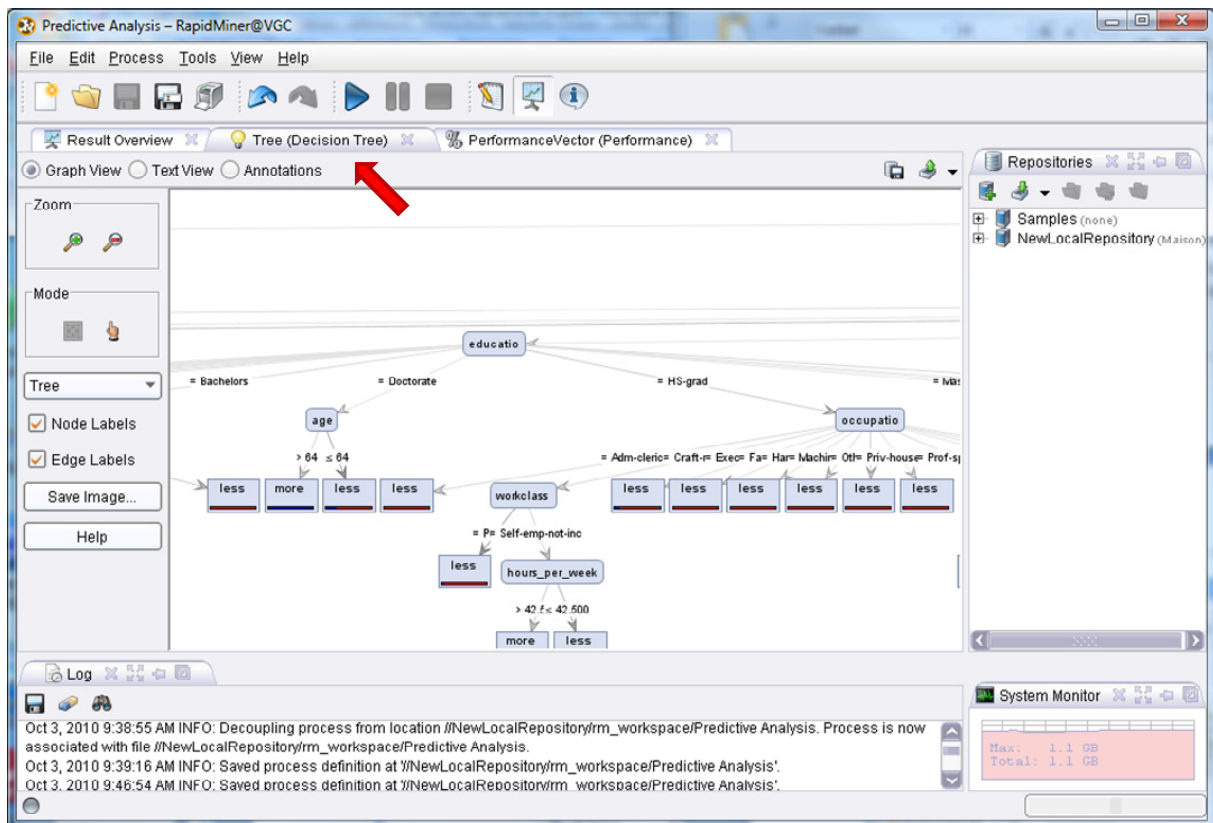 Predictive Analysis – RapidMiner@VGC
File Edit Process Tools View Help
Result Overview Tree (Decision Tree) PerformanceVector (Performance)
Graph View Text View Annotations
Repositories
Samples (none)
NewLocalRepository (Maison)
Zoom
Mode
Tree
Node Labels
Edge Labels
Save Image...
Help
educatio
= Bachelors = Doctorate = HS-grad = Mas
age occupatio
> 64 ≤ 64 = Adm-cleric= Craft-r= Exec= Fa= Har= Machin= Oth= Priv-house= Prof-sp
less more less less workclass less less less less less less
= P= Self-emp-not-inc
less hours_per_week
> 42.5≤ 42.500
more less
Log
Oct 3, 2010 9:38:55 AM INFO: Decoupling process from location //NewLocalRepository/rm_workspace/Predictive Analysis. Process is now
associated with file //NewLocalRepository/rm_workspace/Predictive Analysis.
Oct 3, 2010 9:39:16 AM INFO: Saved process definition at '//NewLocalRepository/rm_workspace/Predictive Analysis'.
Oct 3, 2010 9:46:54 AM INFO: Saved process definition at '//NewLocalRepository/rm_workspace/Predictive Analysis'.
System Monitor
Max: 1.1 GB
Total: 1.1 GB